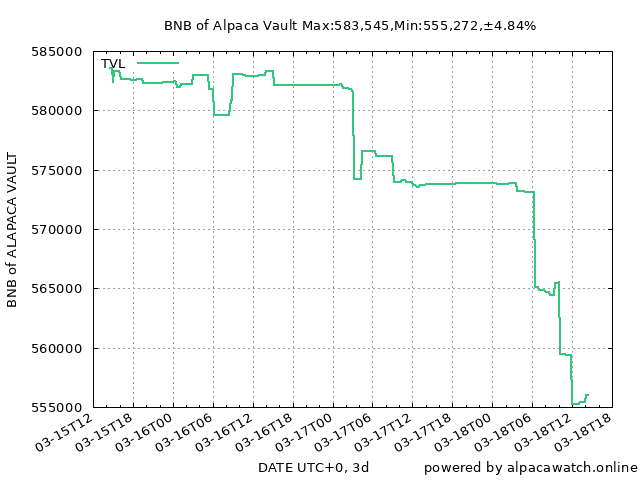 BNB of Alpaca Vault Max:583,545,Min:555,272,±4.84%
585000
TVL
580000
575000
570000
565000
560000
555000
BNB of ALAPACA VAULT
03-15T12
03-15T18
03-16T00
03-16T06
03-16T12
03-16T18
03-17T00
03-17T06
03-17T12
03-17T18
03-18T00
03-18T06
03-18T12
03-18T18
DATE UTC+0, 3d
powered by alpacawatch.online